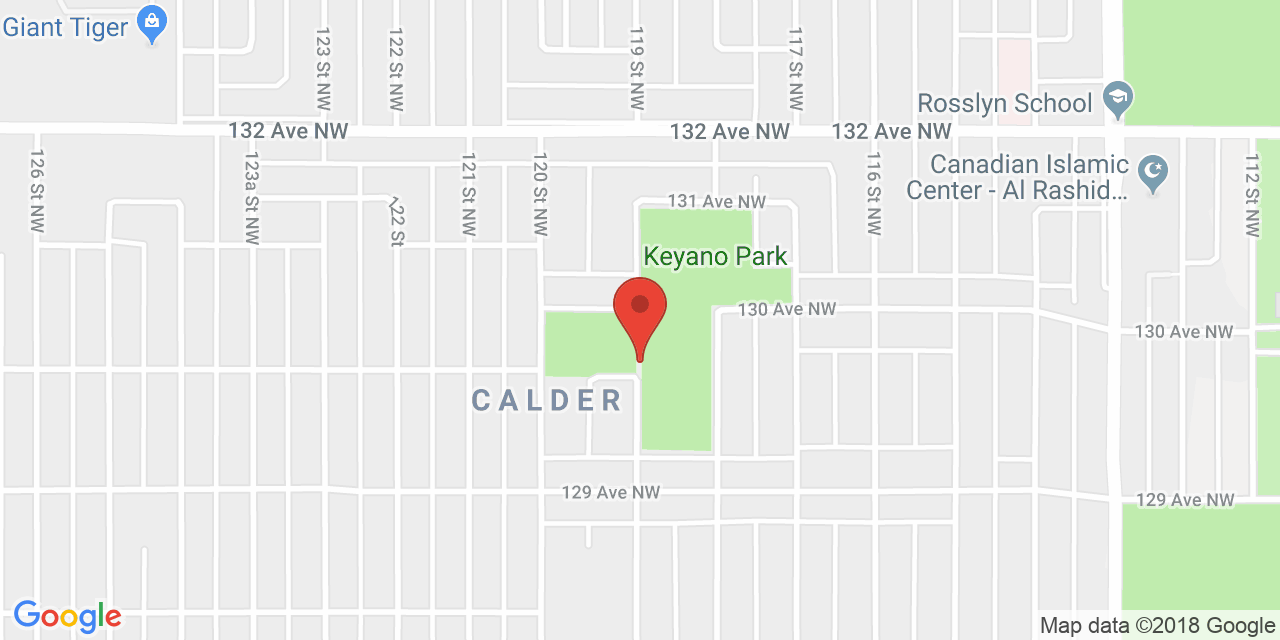 Giant Tiger
123 St NW
122 St NW
119 St NW
117 St NW
Rosslyn School
132 Ave NW
132 Ave NW
132 Ave NW
126 St NW
123a St NW
121 St NW
120 St NW
116 St NW
Canadian Islamic
Center - Al Rashid...
112 St NW
131 Ave NW
22 St
Keyano Park
130 Ave NW
130 Ave NW
CALDER
129 Ave NW
129 Ave NW
Google
Map data ©2018 Google